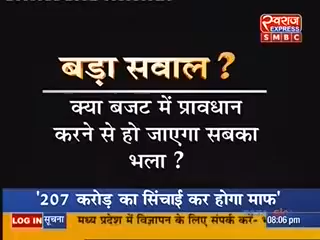 स्वराज
EXPRESS
SMBC
बड़ा सवाल ?
क्या बजट में प्रावधान
करने से हो जाएगा सबका
भला ?
'207 करोड़ का सिंचाई कर होगा माफ'
LOG IN सूचना मध्य प्रदेश में विज्ञापन के लिए संपर्क करें- 08:06 pm